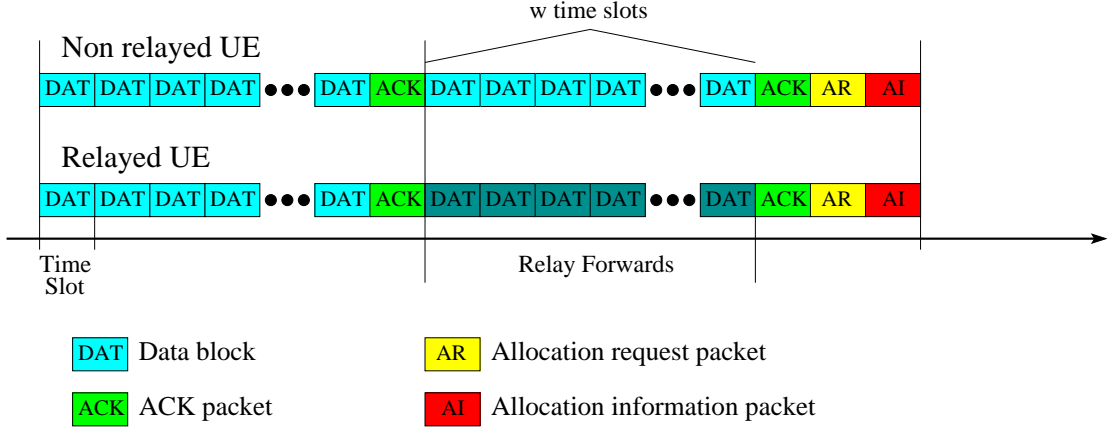 w time slots
Non relayed UE
DAT DAT DAT DAT DAT ACK DAT DAT DAT DAT DAT ACK AR AI
Relayed UE
DAT DAT DAT DAT DAT ACK DAT DAT DAT DAT DAT ACK AR AI
Time
Slot
Relay Forwards
DAT Data block
AR Allocation request packet
ACK ACK packet
AI Allocation information packet